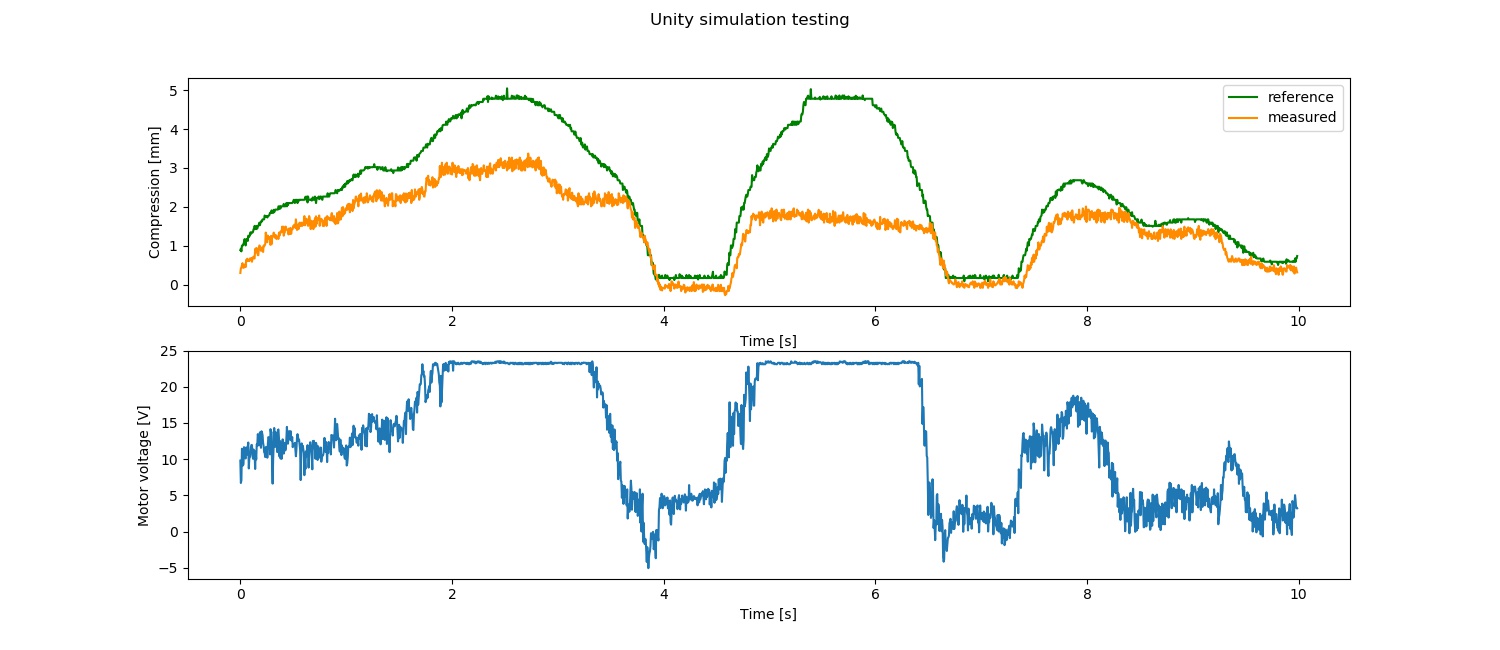 Unity simulation testing
5
4
3
2
1
0
Compression [mm]
reference
measured
0 2 4 6 8 10
Time [s]
25
20
15
10
5
0
−5
Motor voltage [V]
0 2 4 6 8 10
Time [s]